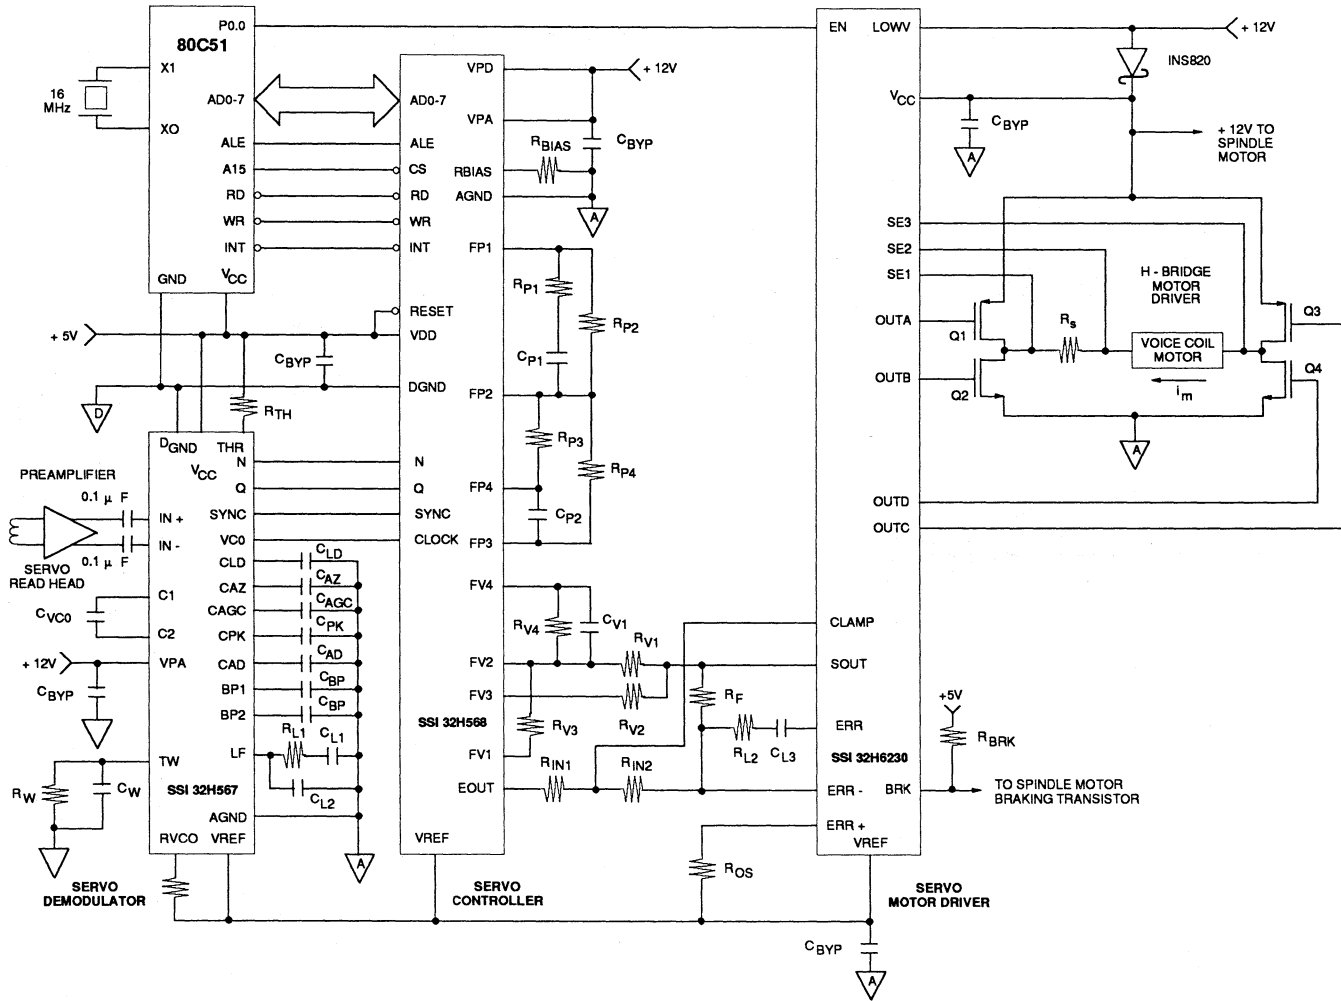 P0.0
80C51
X1
16
MHz
XO
AD0-7
ALE
A15
RD
WR
INT
GND
VCC
VPD
+ 12V
AD0-7
VPA
RBIAS
CBYP
ALE
CS
RBIAS
RD
AGND
A
WR
INT
FP1
RP1
RP2
RESET
VDD
CP1
DGND
FP2
RP3
RP4
FP4
CP2
FP3
+ 5V
CBYP
D
RTH
DGND
THR
VCC
N
N
Q
Q
SYNC
SYNC
VC0
CLOCK
PREAMPLIFIER
0.1 μ F
IN +
IN -
0.1 μ F
SERVO
READ HEAD
CLD
CLD
CAZ
CAZ
C1
CAGC
CAGC
CVC0
C2
CPK
CPK
+ 12V
VPA
CAD
CAD
CBYP
BP1
CBP
BP2
CBP
LF
RL1
CL1
CL2
TW
RW
CW
SSI 32H567
AGND
A
RVCO
VREF
SERVO
DEMODULATOR
FV4
RV4
CV1
RV1
FV2
FV3
RV2
SSI 32H568
RV3
FV1
RIN1
RIN2
EOUT
VREF
SERVO
CONTROLLER
EN
LOWV
+ 12V
INS820
VCC
CBYP
A
+ 12V TO
SPINDLE
MOTOR
SE3
SE2
SE1
H - BRIDGE
MOTOR
DRIVER
OUTA
Q1
Rs
Q3
VOICE COIL
MOTOR
OUTB
Q2
im
Q4
A
OUTD
OUTC
CLAMP
SOUT
RF
ERR
RL2
CL3
SSI 32H6230
+5V
RBRK
ERR -
BRK
TO SPINDLE MOTOR
BRAKING TRANSISTOR
ERR +
VREF
ROS
SERVO
MOTOR DRIVER
CBYP
A